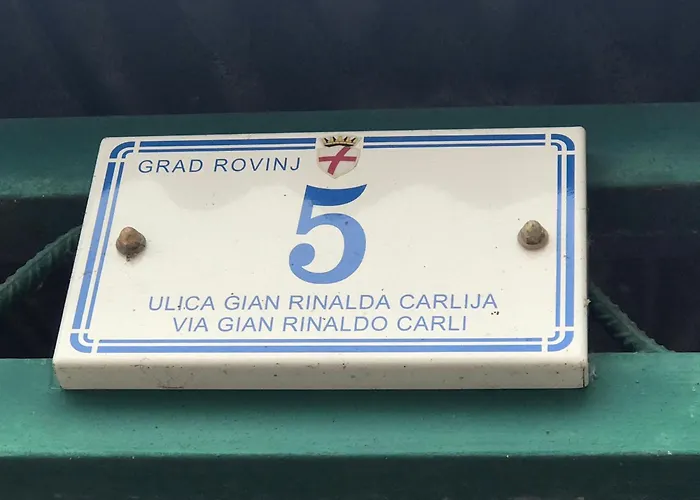 GRAD ROVINJ
5
ULICA GIAN RINALDA CARLIJA
VIA GIAN RINALDO CARLI